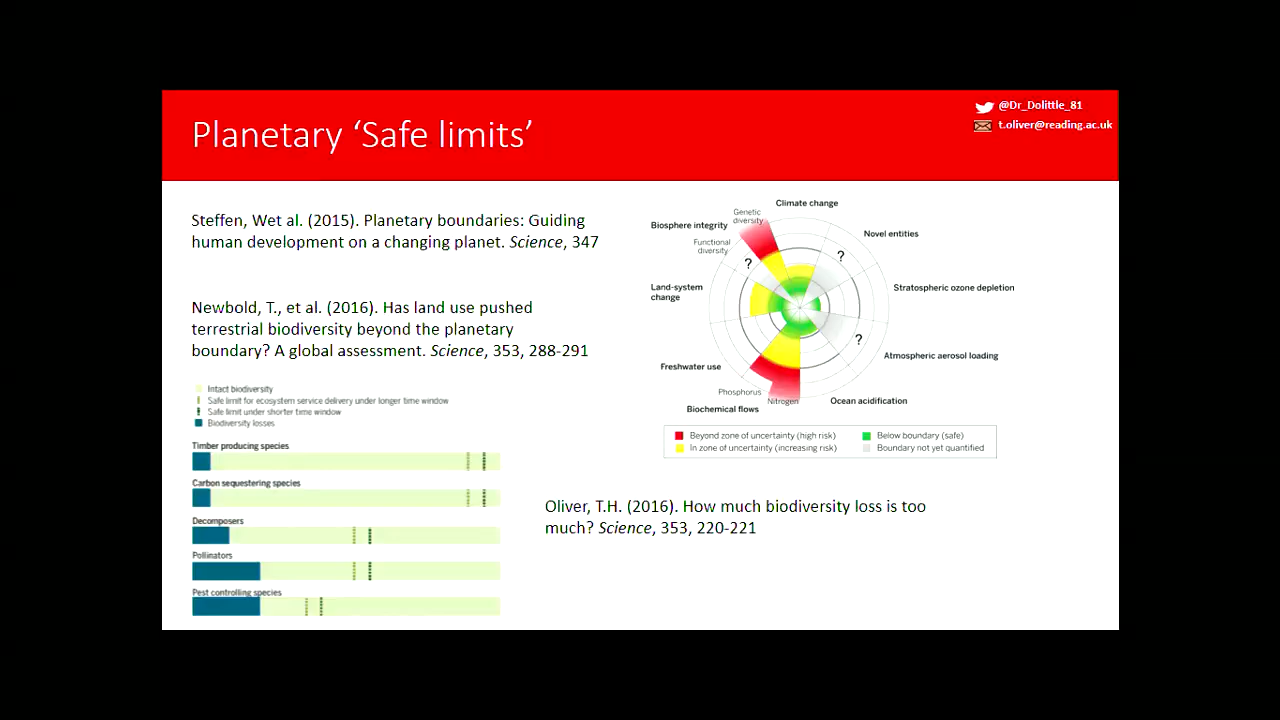 Planetary 'Safe limits'
@Dr_Dolittle_81
t.oliver@reading.ac.uk
Steffen, Wet al. (2015). Planetary boundaries: Guiding
human development on a changing planet. Science, 347
Newbold, T., et al. (2016). Has land use pushed
terrestrial biodiversity beyond the planetary
boundary? A global assessment. Science, 353, 288-291
Intact biodiversity
Safe limit for ecosystem service delivery under longer time window
Safe limit under shorter time window
Biodiversity losses
Timber producing species
Carbon sequestering species
Decomposers
Pollinators
Pest controlling species
Climate change
Genetic
diversity
Biosphere integrity
Functional
diversity
Novel entities
?
?
Land-system
change
Stratospheric ozone depletion
?
Atmospheric aerosol loading
Freshwater use
Phosphorus
Nitrogen
Biochemical flows
Ocean acidification
Beyond zone of uncertainty (high risk)
Below boundary (safe)
In zone of uncertainty (increasing risk)
Boundary not yet quantified
Oliver, T.H. (2016). How much biodiversity loss is too
much? Science, 353, 220-221